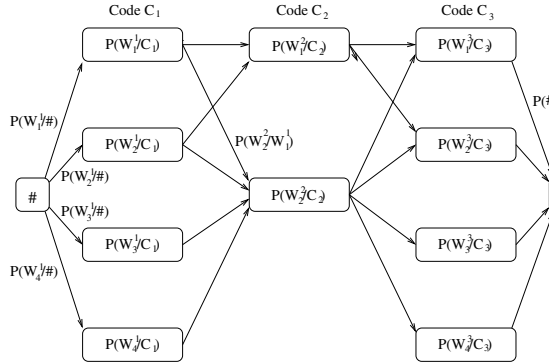 Code C₁ Code C₂ Code C₃
P(W₁¹/C₁) P(W₁²/C₂) P(W₁³/C₃)
P(W₁¹/#) P(#
P(W₂¹/C₁) P(W₂²/W₁¹) P(W₂³/C₃)
P(W₂¹/#)
# P(W₂²/C₂)
P(W₃¹/#)
P(W₃¹/C₁) P(W₃³/C₃)
P(W₄¹/#)
P(W₄¹/C₁) P(W₄³/C₃)